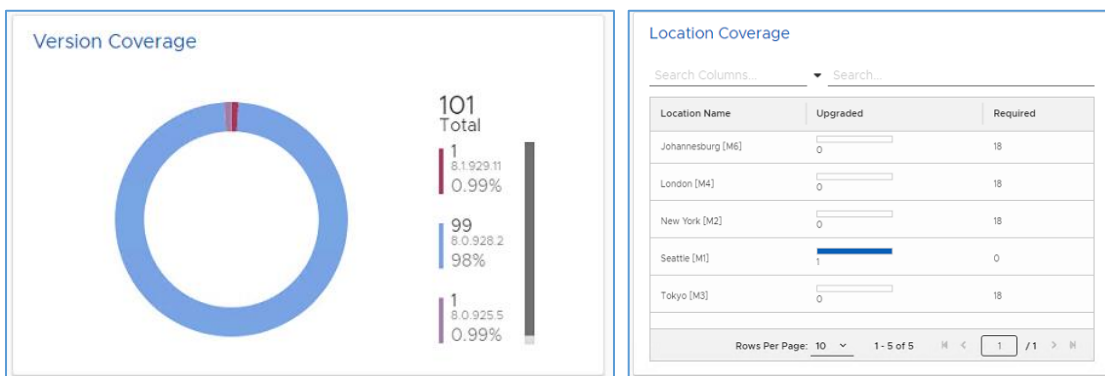 Version Coverage
101
Total
1
8.1.929.11
0.99%
99
8.0.928.2
98%
1
8.0.925.5
0.99%
Location Coverage
Search Columns... Search...
Location Name Upgraded Required
Johannesburg [M6] 0 18
London [M4] 0 18
New York [M2] 0 18
Seattle [M1] 1 0
Tokyo [M3] 0 18
Rows Per Page: 10 1 - 5 of 5 1 / 1